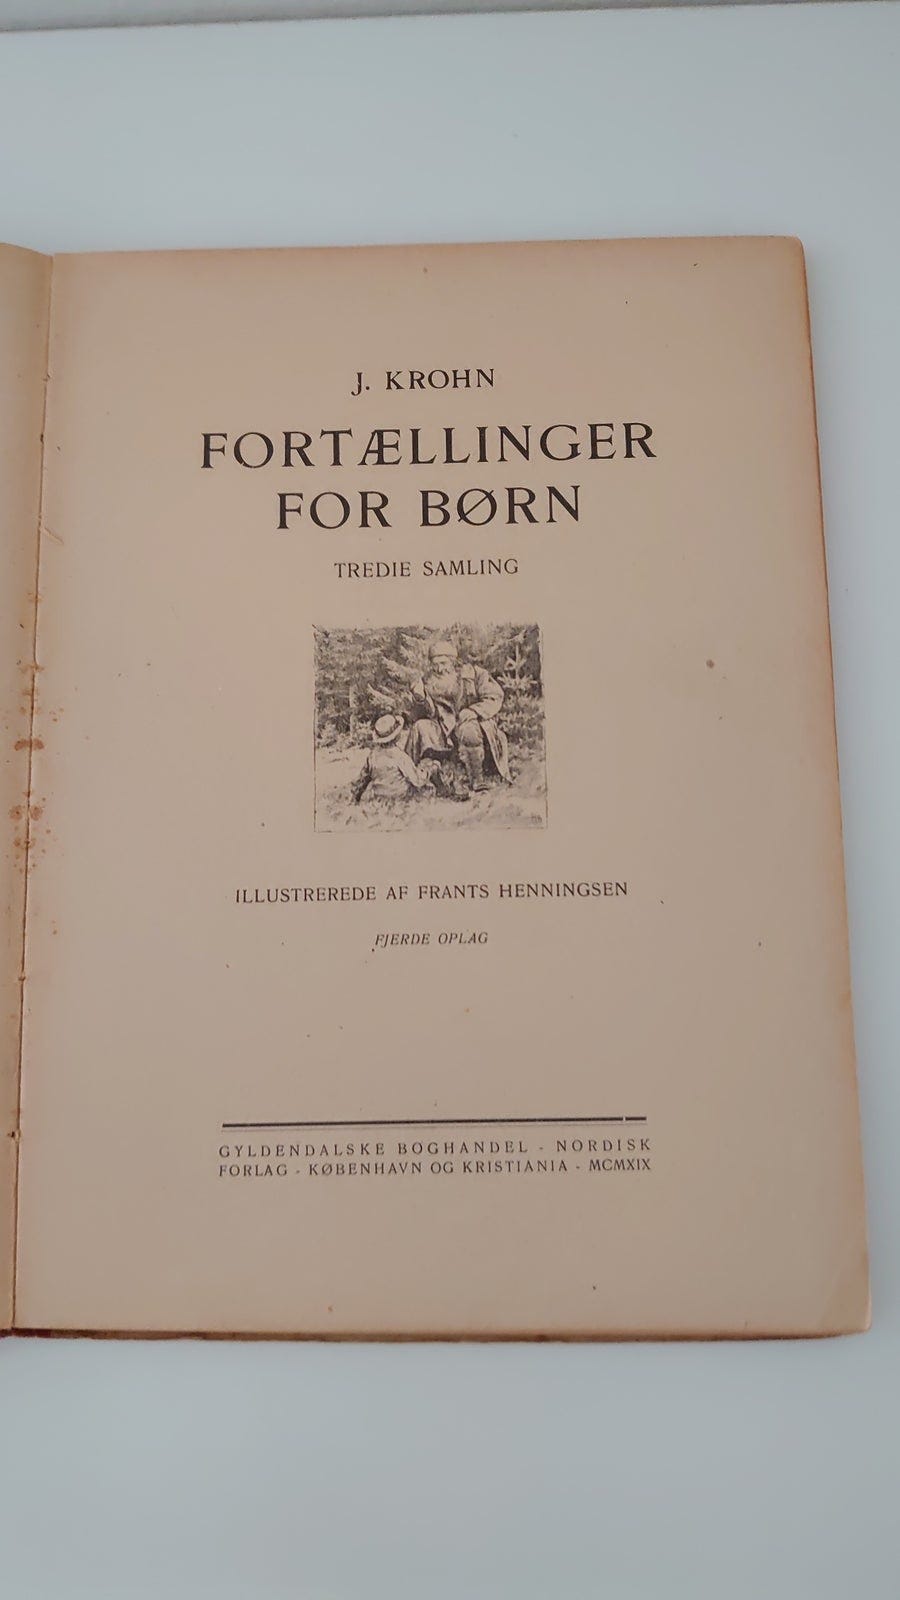 J. KROHN
FORTÆLLINGER
FOR BØRN
TREDIE SAMLING
ILLUSTREREDE AF FRANTS HENNINGSEN
FJERDE OPLAG
GYLDENDALSKE BOGHANDEL - NORDISK
FORLAG - KØBENHAVN OG KRISTIANIA - MCMXIX